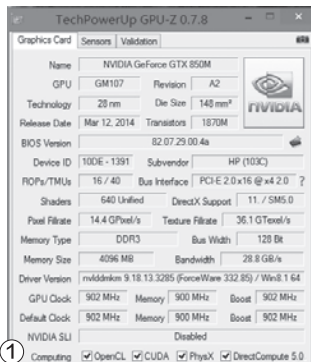 TechPowerUp GPU-Z 0.7.8
Graphics Card Sensors Validation
Name NVIDIA GeForce GTX 850M
GPU GM107 Revision A2
Technology 28 nm Die Size 148 mm²
NVIDIA
Release Date Mar 12, 2014 Transistors 1870M
BIOS Version 82.07.29.00.4a
Device ID 10DE - 1391 Subvendor HP (103C)
ROPs/TMUs 16 / 40 Bus Interface PCI-E 2.0 x16 @ x4 2.0 ?
Shaders 640 Unified DirectX Support 11. / SM5.0
Pixel Fillrate 14.4 GPixel/s Texture Fillrate 36.1 GTexel/s
Memory Type DDR3 Bus Width 128 Bit
Memory Size 4096 MB Bandwidth 28.8 GB/s
Driver Version nvlddmkm 9.18.13.3285 (ForceWare 332.85) / Win8.1 64
GPU Clock 902 MHz Memory 900 MHz Boost 902 MHz
Default Clock 902 MHz Memory 900 MHz Boost 902 MHz
NVIDIA SLI Disabled
① Computing OpenCL CUDA PhysX DirectCompute 5.0